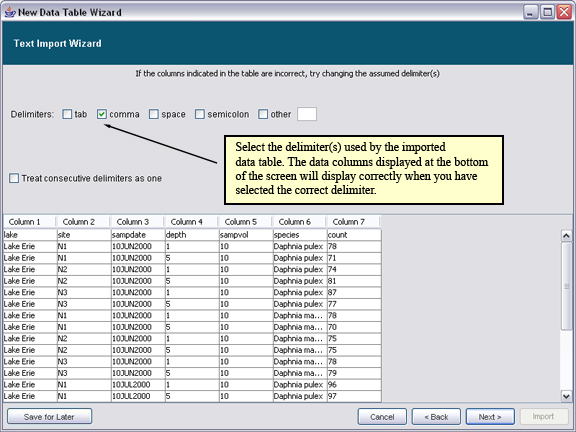 New Data Table Wizard
Text Import Wizard
If the columns indicated in the table are incorrect, try changing the assumed delimiter(s)
Delimiters: tab comma space semicolon other
Select the delimiter(s) used by the imported
data table. The data columns displayed at the bottom
of the screen will display correctly when you have
selected the correct delimiter.
Treat consecutive delimiters as one
Column 1 Column 2 Column 3 Column 4 Column 5 Column 6 Column 7
lake site sampdate depth sampvol species count
Lake Erie N1 10JUN2000 1 10 Daphnia pulex 78
Lake Erie N1 10JUN2000 5 10 Daphnia pulex 71
Lake Erie N2 10JUN2000 1 10 Daphnia pulex 74
Lake Erie N2 10JUN2000 5 10 Daphnia pulex 81
Lake Erie N3 10JUN2000 1 10 Daphnia pulex 87
Lake Erie N3 10JUN2000 5 10 Daphnia pulex 77
Lake Erie N1 10JUN2000 1 10 Daphnia ma... 78
Lake Erie N1 10JUN2000 5 10 Daphnia ma... 70
Lake Erie N2 10JUN2000 1 10 Daphnia ma... 75
Lake Erie N2 10JUN2000 5 10 Daphnia ma... 75
Lake Erie N3 10JUN2000 1 10 Daphnia ma... 78
Lake Erie N3 10JUN2000 5 10 Daphnia ma... 79
Lake Erie N1 10JUL2000 1 10 Daphnia pulex 96
Lake Erie N1 10JUL2000 5 10 Daphnia pulex 97
Save for Later Cancel < Back Next > Import